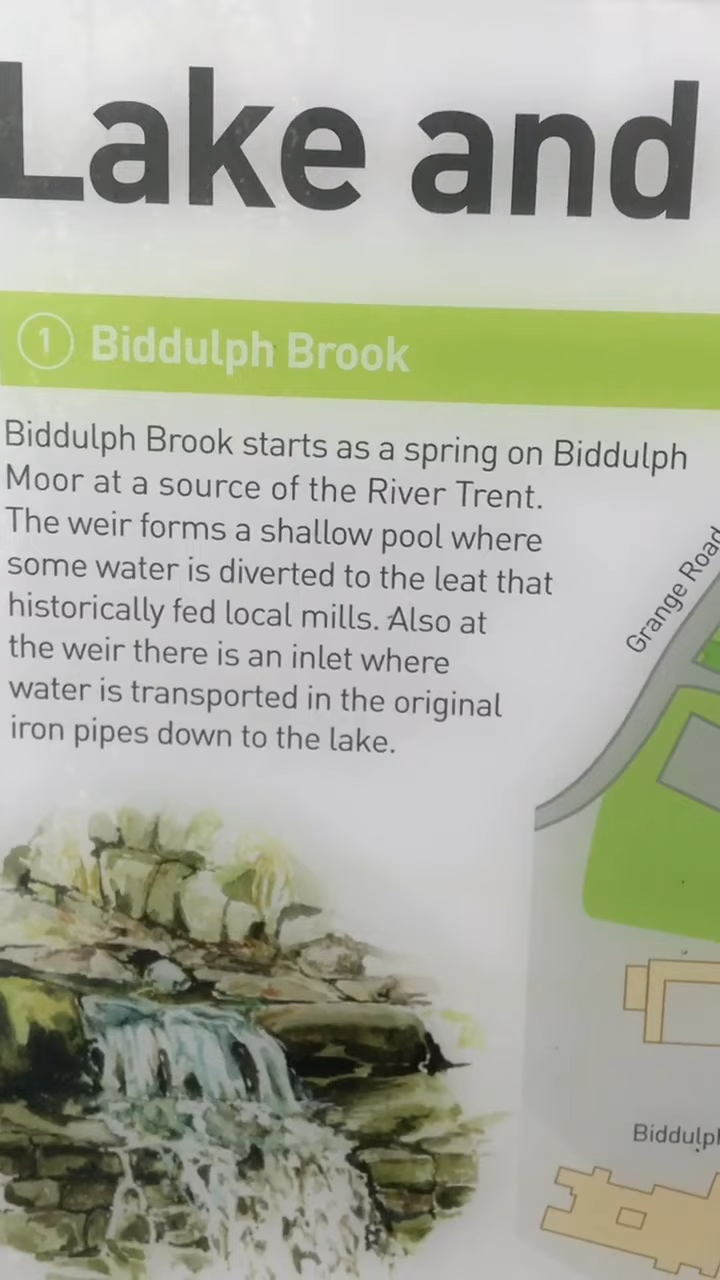 Lake and
1 Biddulph Brook
Biddulph Brook starts as a spring on Biddulph
Moor at a source of the River Trent.
The weir forms a shallow pool where
some water is diverted to the leat that
historically fed local mills. Also at
the weir there is an inlet where
water is transported in the original
iron pipes down to the lake.
Grange Road
Biddulph